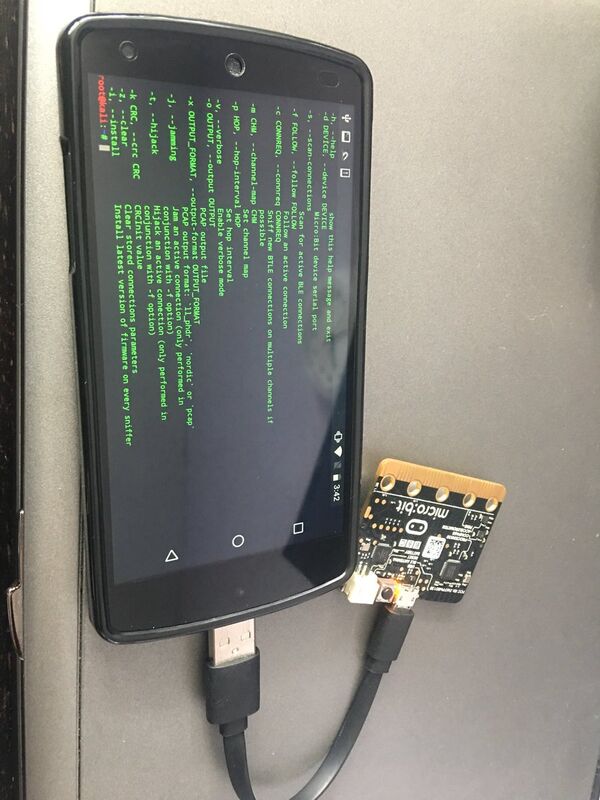 3:42
-h, --help show this help message and exit
-d DEVICE, --device DEVICE
Micro:Bit device serial port
-s, --scan-connections
Scan for active BLE connections
-f FOLLOW, --follow FOLLOW
Follow an active connection
-c CONNREQ, --connreq CONNREQ
Sniff new BTLE connections on multiple channels if
possible
-m CHM, --channel-map CHM
Set channel map
-p HOP, --hop-interval HOP
Set hop interval
-v, --verbose Enable verbose mode
-o OUTPUT, --output OUTPUT
PCAP output file
-x OUTPUT_FORMAT, --output-format OUTPUT_FORMAT
PCAP output format: 'll_phdr', 'nordic' or 'pcap'
-j, --jamming Jam an active connection (only performed in
conjunction with -f option)
-t, --hijack Hijack an active connection (only performed in
conjunction with -f option)
-k CRC, --crc CRC CRCInit value
-z, --clear Clear stored connections parameters
-i, --install Install latest version of firmware on every sniffer
root@kali:~#
micro:bit